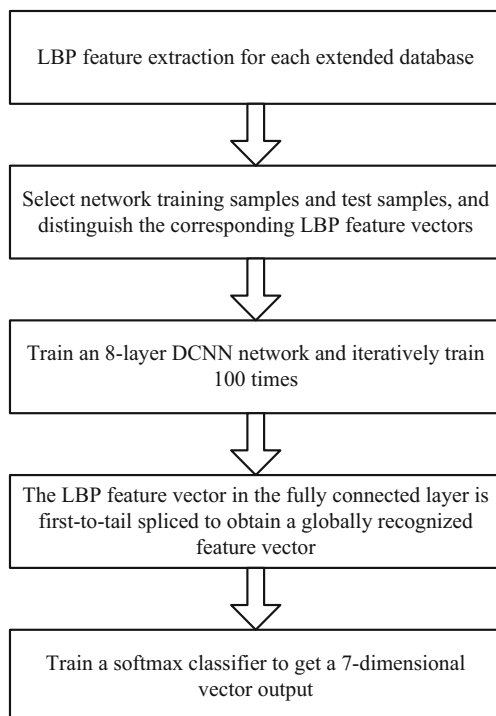 LBP feature extraction for each extended database
Select network training samples and test samples, and
distinguish the corresponding LBP feature vectors
Train an 8-layer DCNN network and iteratively train
100 times
The LBP feature vector in the fully connected layer is
first-to-tail spliced to obtain a globally recognized
feature vector
Train a softmax classifier to get a 7-dimensional
vector output